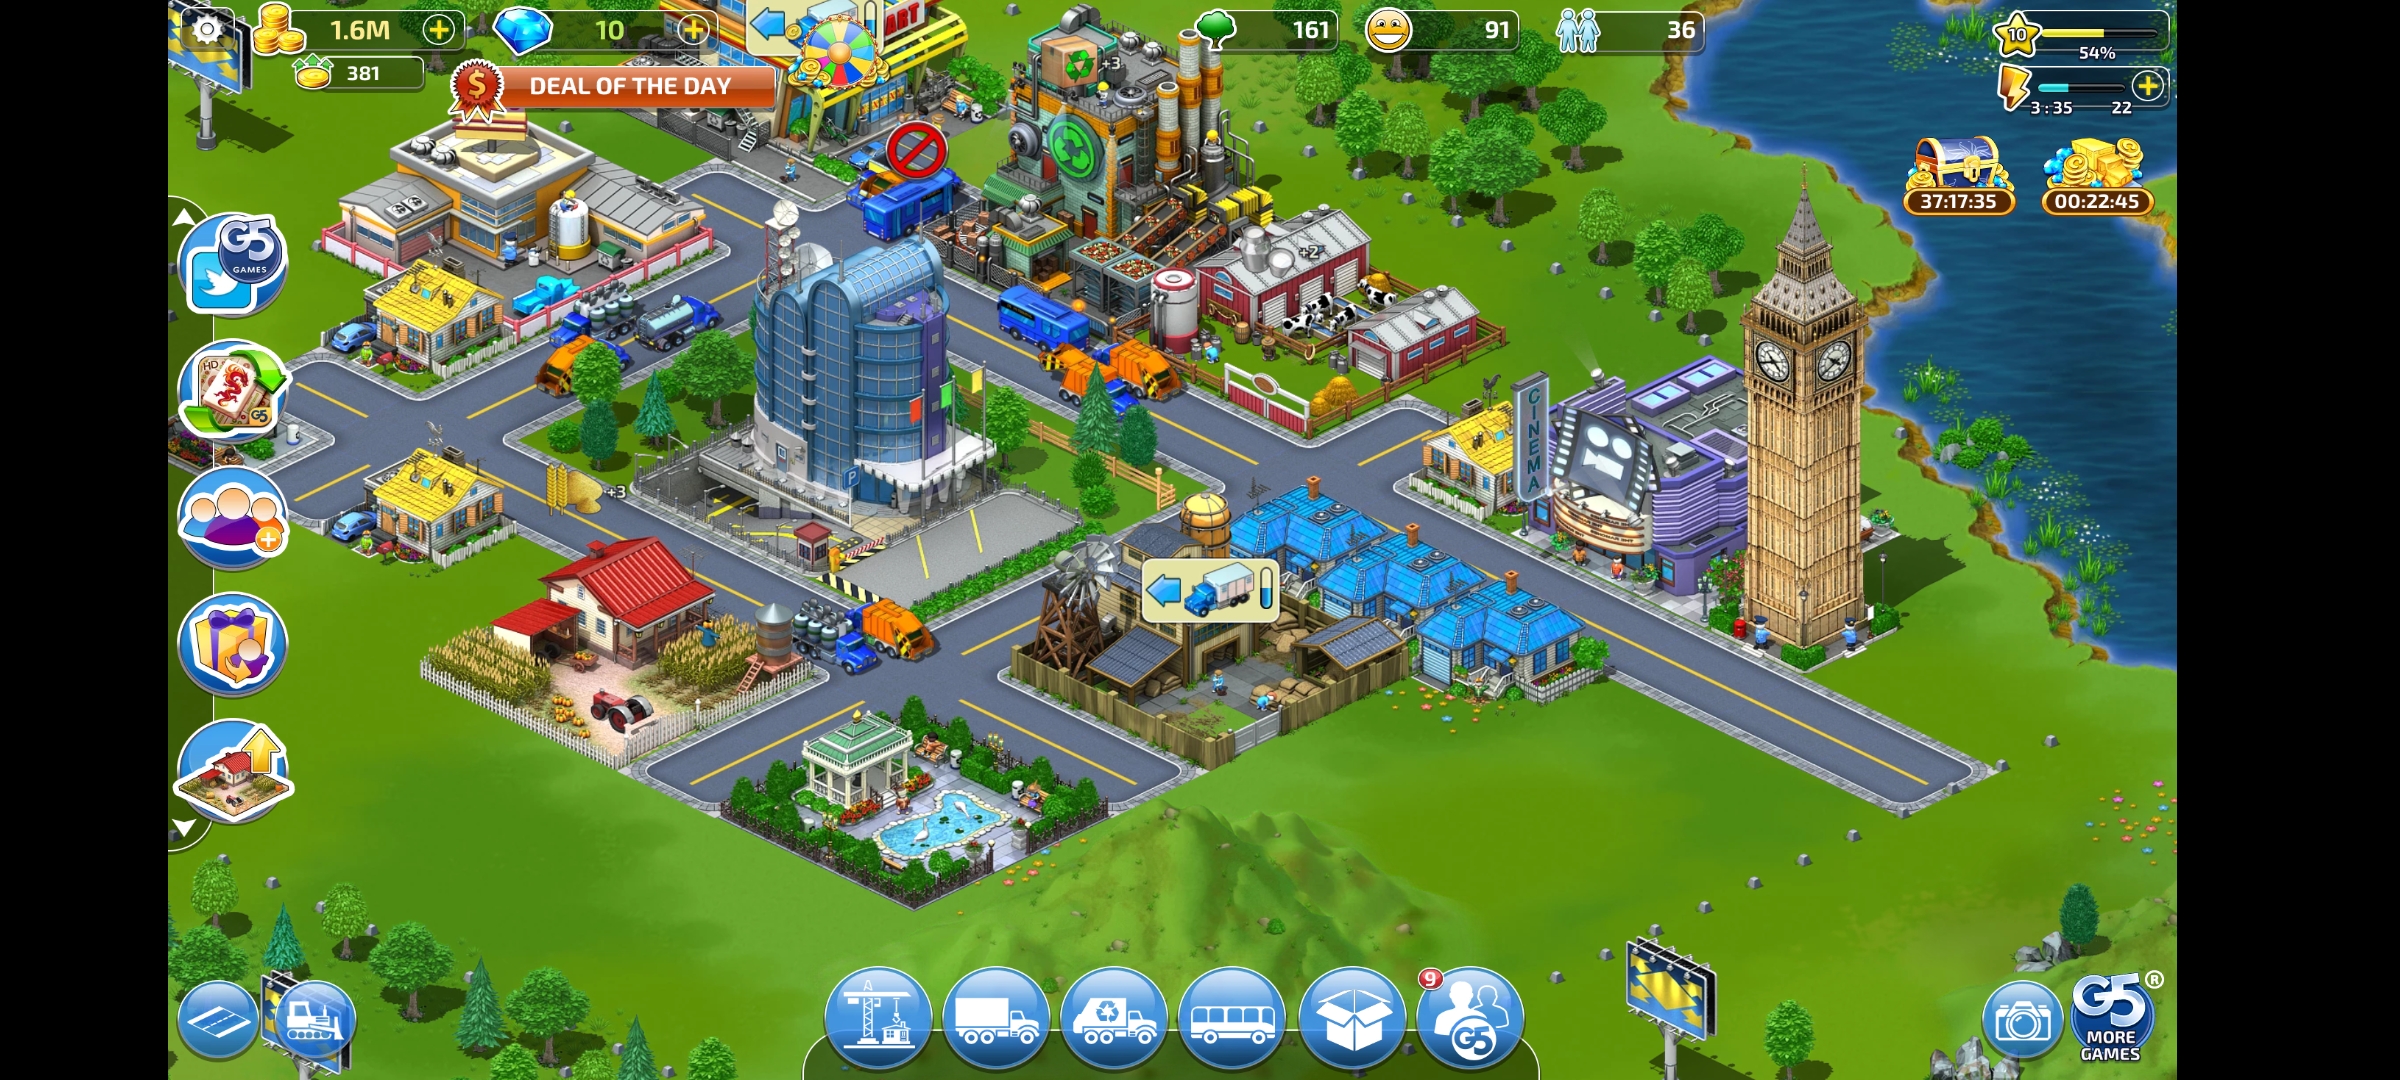 1.6M
10
ART
161
91
36
10
54%
381
DEAL OF THE DAY
+3
3:35
22
37:17:35
00:22:45
G5
GAMES
+2
HD
G5
CINEMA
P
+3
A
9
G5
G5®
MORE
GAMES